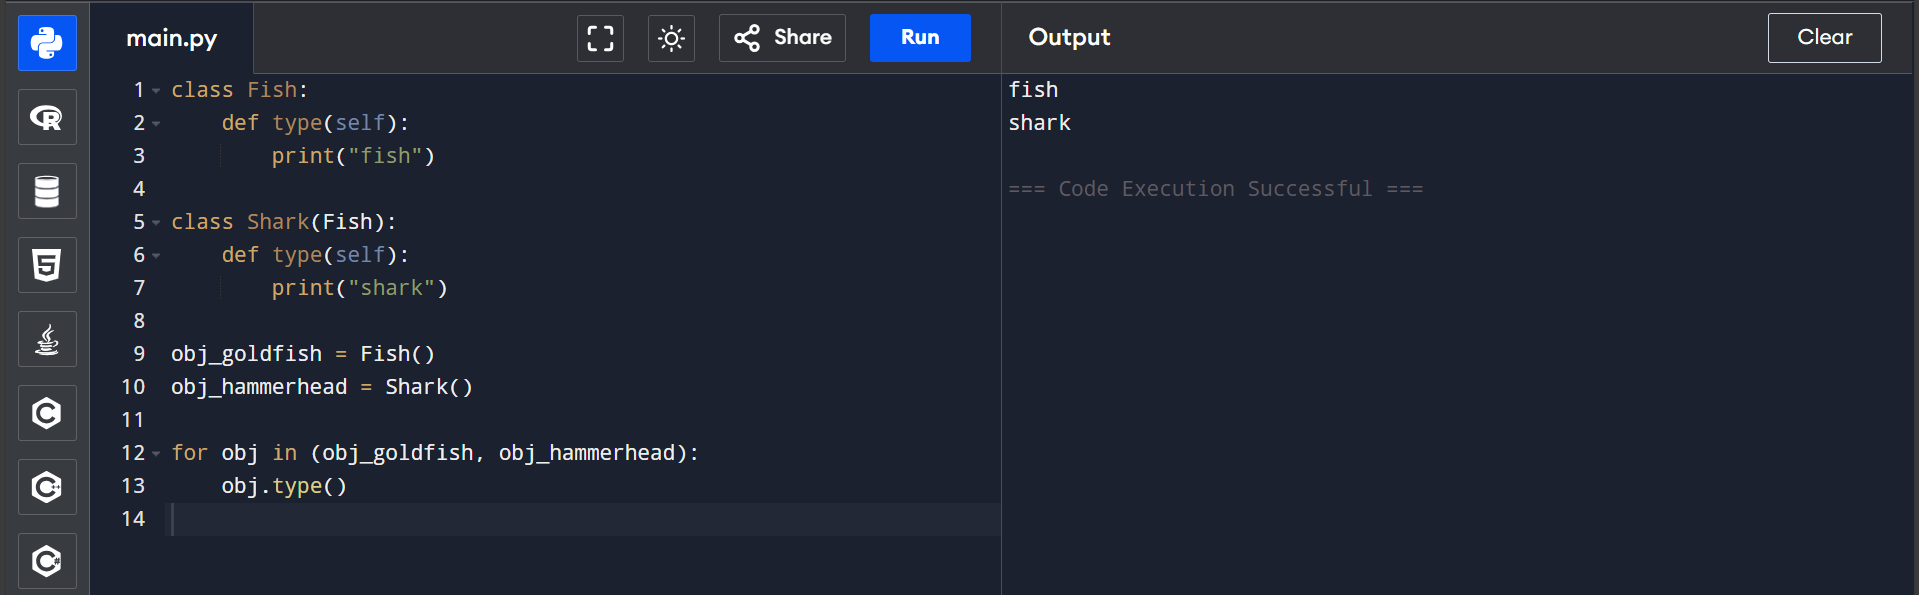 main.py
Share
Run
Output
Clear
1 class Fish:
2     def type(self):
3         print("fish")
4
5 class Shark(Fish):
6     def type(self):
7         print("shark")
8
9 obj_goldfish = Fish()
10 obj_hammerhead = Shark()
11
12 for obj in (obj_goldfish, obj_hammerhead):
13     obj.type()
14
fish
shark
=== Code Execution Successful ===
R
5
C
C++
C#